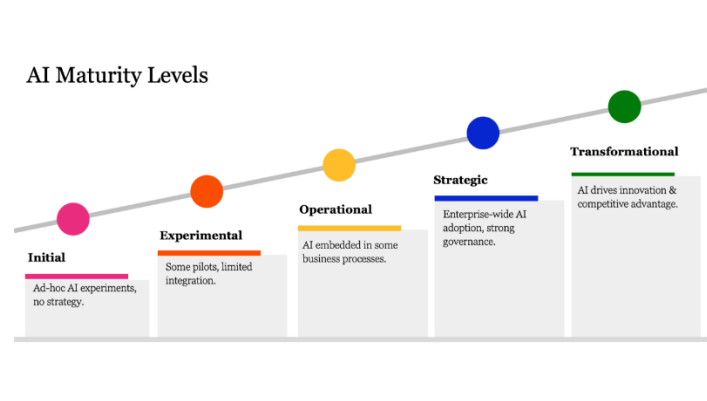 AI Maturity Levels
Initial
Ad-hoc AI experiments,
no strategy.
Experimental
Some pilots, limited
integration.
Operational
AI embedded in some
business processes.
Strategic
Enterprise-wide AI
adoption, strong
governance.
Transformational
AI drives innovation &
competitive advantage.